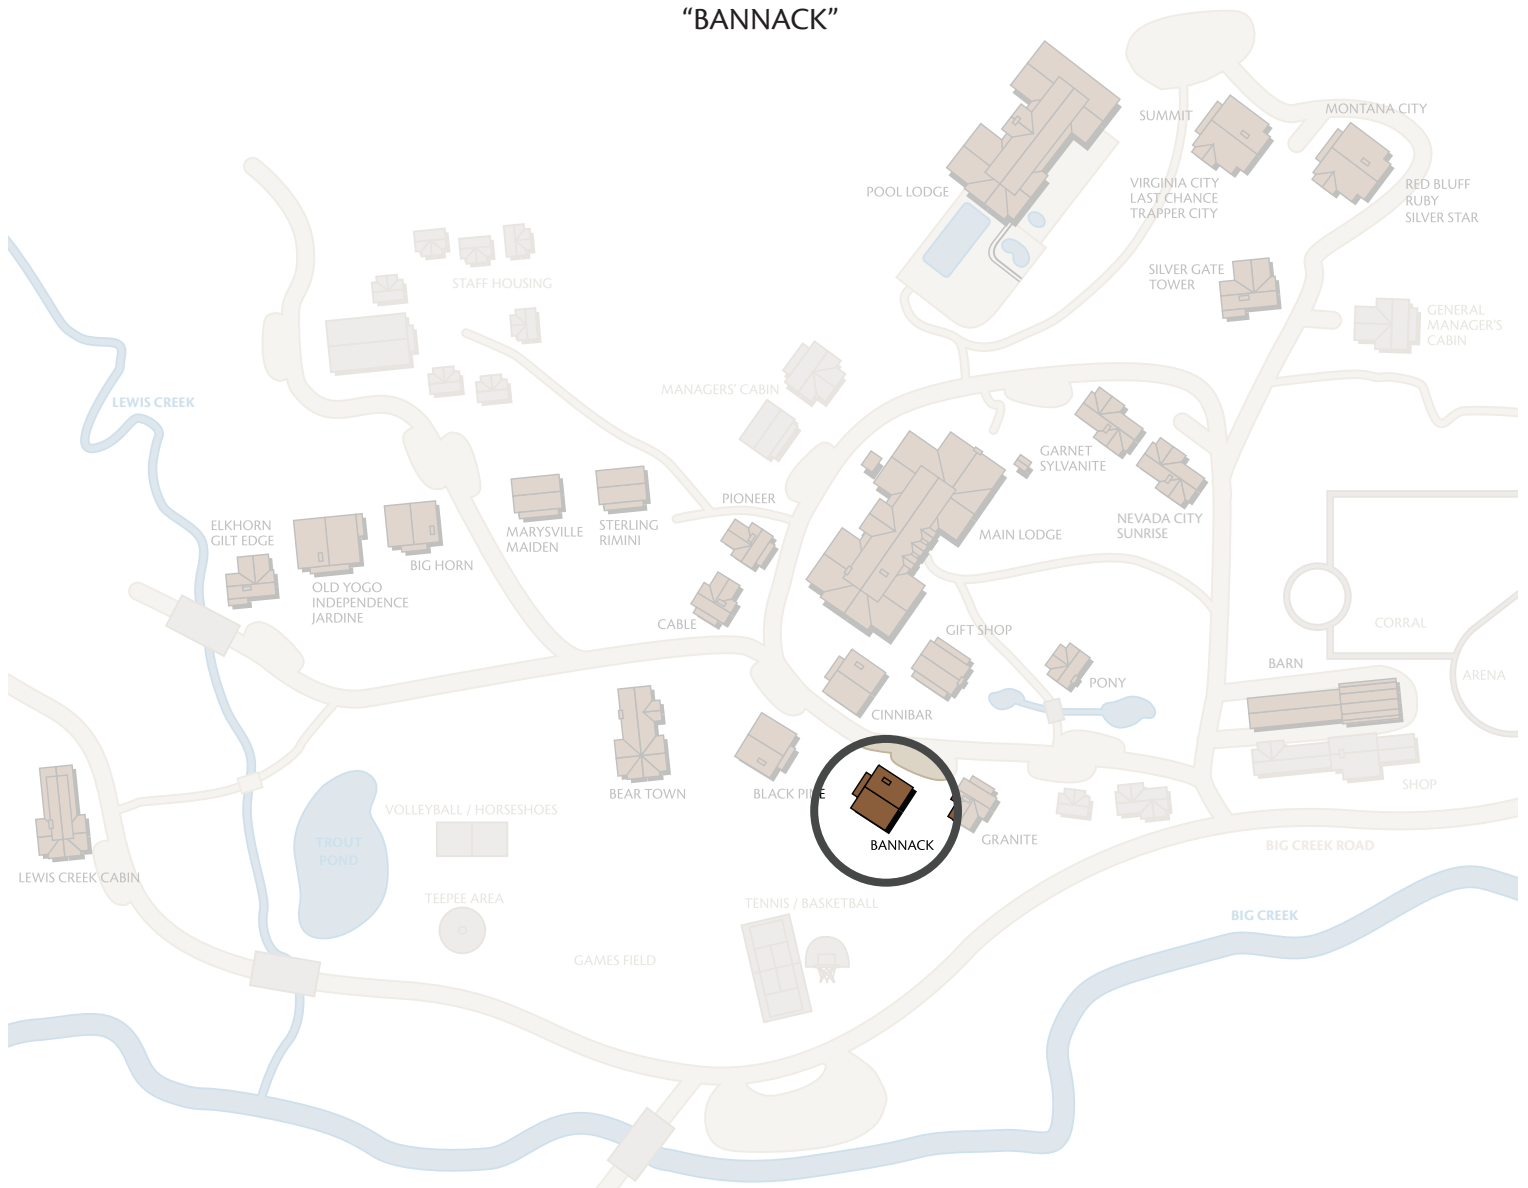 “BANNACK”
SUMMIT
MONTANA CITY
POOL LODGE
VIRGINIA CITY
LAST CHANCE
TRAPPER CITY
RED BLUFF
RUBY
SILVER STAR
STAFF HOUSING
SILVER GATE
TOWER
GENERAL
MANAGER'S
CABIN
LEWIS CREEK
MANAGERS' CABIN
GARNET
SYLVANITE
PIONEER
NEVADA CITY
SUNRISE
ELKHORN
GILT EDGE
MARYSVILLE
MAIDEN
STERLING
RIMINI
MAIN LODGE
BIG HORN
OLD YOGO
INDEPENDENCE
JARDINE
CABLE
GIFT SHOP
CORRAL
BARN
ARENA
PONY
CINNIBAR
BEAR TOWN
BLACK PINE
SHOP
VOLLEYBALL / HORSESHOES
TROUT
POND
BANNACK
GRANITE
BIG CREEK ROAD
LEWIS CREEK CABIN
TEEPEE AREA
TENNIS / BASKETBALL
BIG CREEK
GAMES FIELD